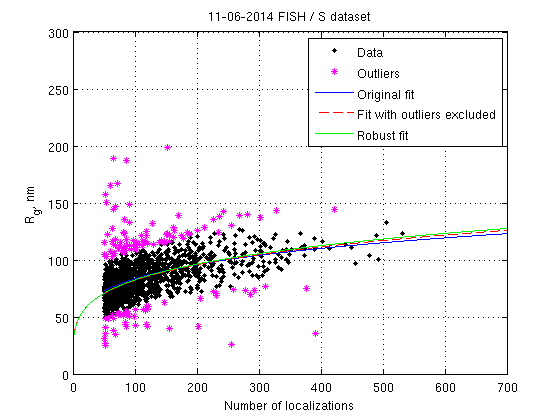 11-06-2014 FISH / S dataset
300
250
200
150
100
50
0
R_g, nm
Data
Outliers
Original fit
Fit with outliers excluded
Robust fit
0 100 200 300 400 500 600 700
Number of localizations